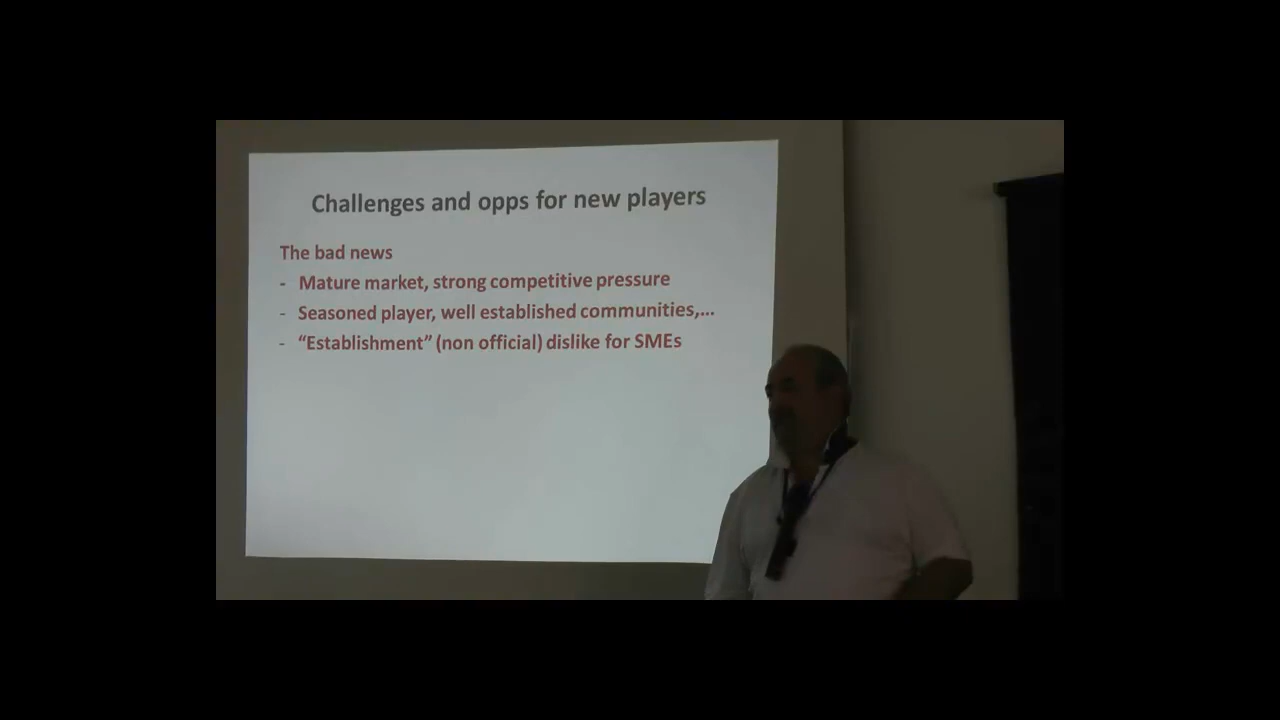 Challenges and opps for new players
The bad news
- Mature market, strong competitive pressure
- Seasoned player, well established communities,...
- “Establishment” (non official) dislike for SMEs